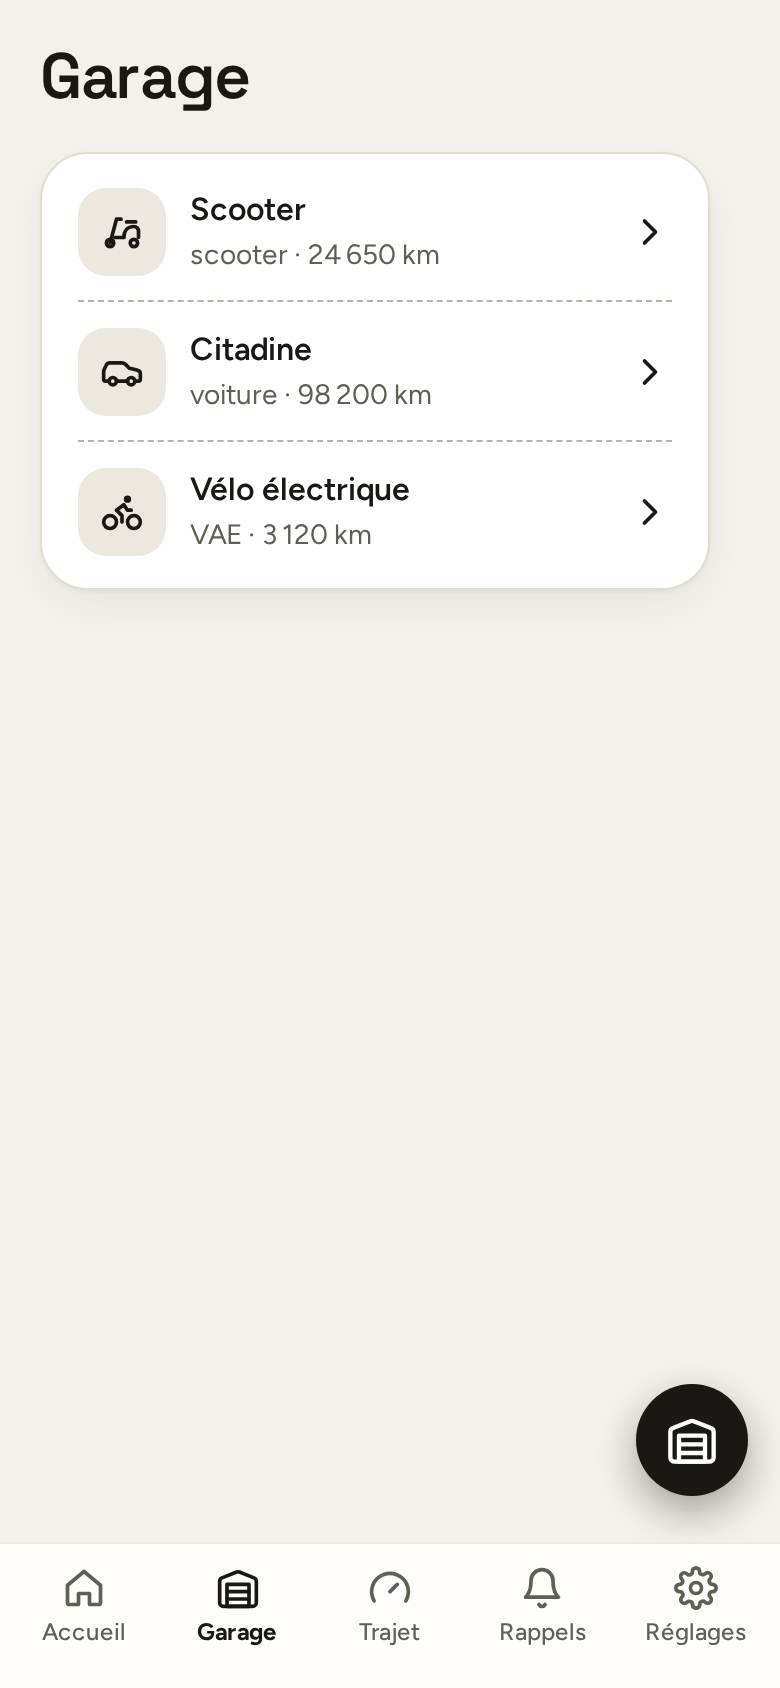 Garage
Scooter
scooter · 24 650 km
Citadine
voiture · 98 200 km
Vélo électrique
VAE · 3 120 km
Accueil
Garage
Trajet
Rappels
Réglages